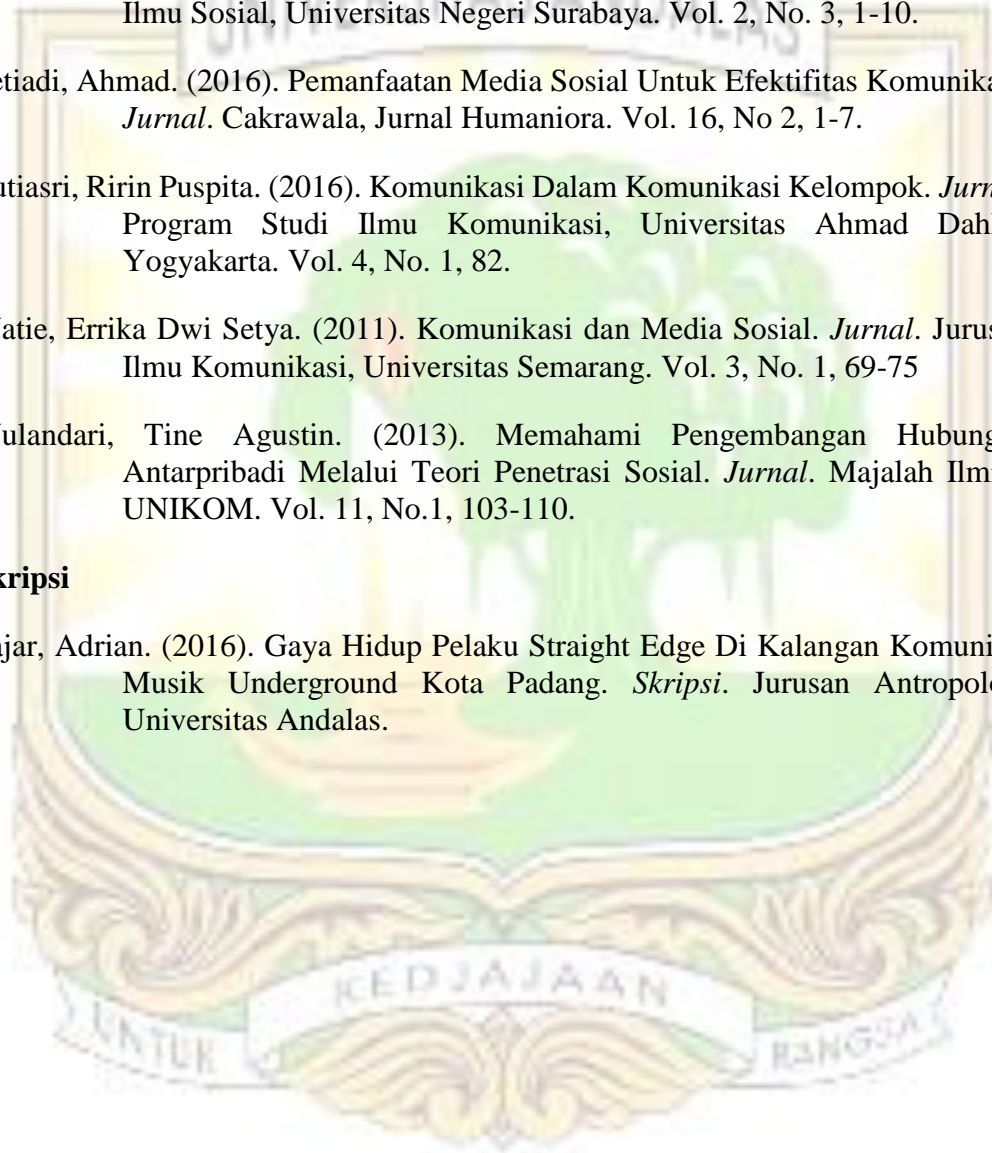 Ilmu Sosial, Universitas Negeri Surabaya. Vol. 2, No. 3, 1-10.
etiadi, Ahmad. (2016). Pemanfaatan Media Sosial Untuk Efektifitas Komunika
Jurnal. Cakrawala, Jurnal Humaniora. Vol. 16, No 2, 1-7.
utiasri, Ririn Puspita. (2016). Komunikasi Dalam Komunikasi Kelompok. Jurn
Program Studi Ilmu Komunikasi, Universitas Ahmad Dahl
Yogyakarta. Vol. 4, No. 1, 82.
atie, Errika Dwi Setya. (2011). Komunikasi dan Media Sosial. Jurnal. Jurus
Ilmu Komunikasi, Universitas Semarang. Vol. 3, No. 1, 69-75
ulandari, Tine Agustin. (2013). Memahami Pengembangan Hubung
Antarpribadi Melalui Teori Penetrasi Sosial. Jurnal. Majalah Ilmi
UNIKOM. Vol. 11, No.1, 103-110.
kripsi
ajar, Adrian. (2016). Gaya Hidup Pelaku Straight Edge Di Kalangan Komuni
Musik Underground Kota Padang. Skripsi. Jurusan Antropolo
Universitas Andalas.
UNTUK KEDJAJAAN BANGSA